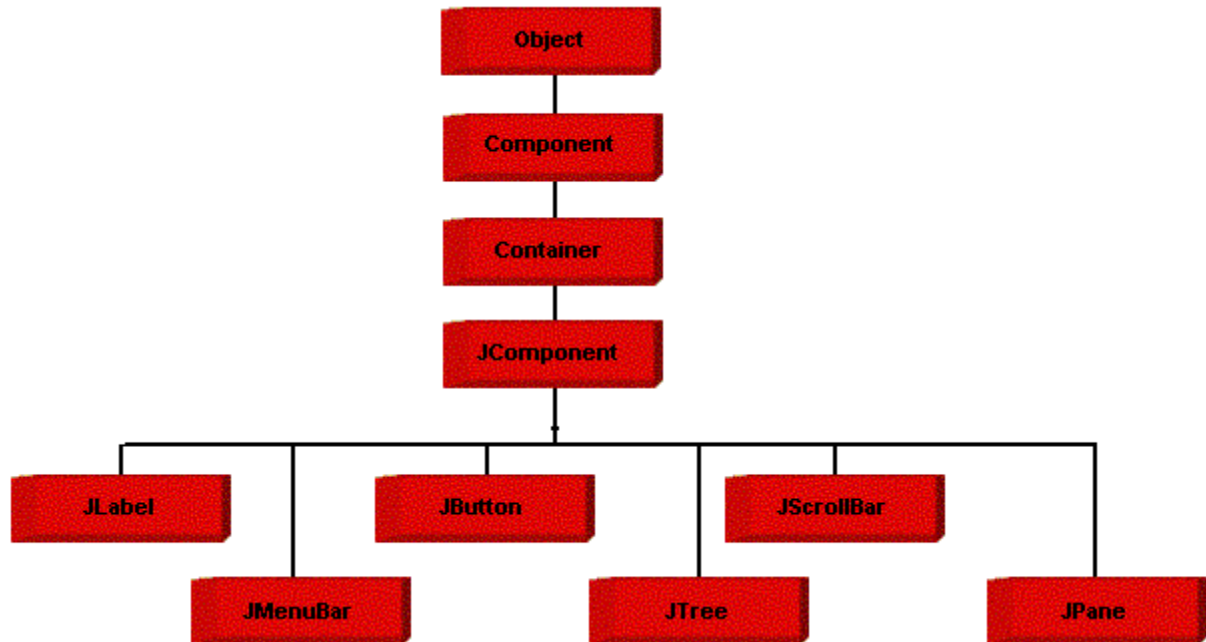 Object
Component
Container
JComponent
JLabel
JButton
JScrollBar
JMenuBar
JTree
JPane